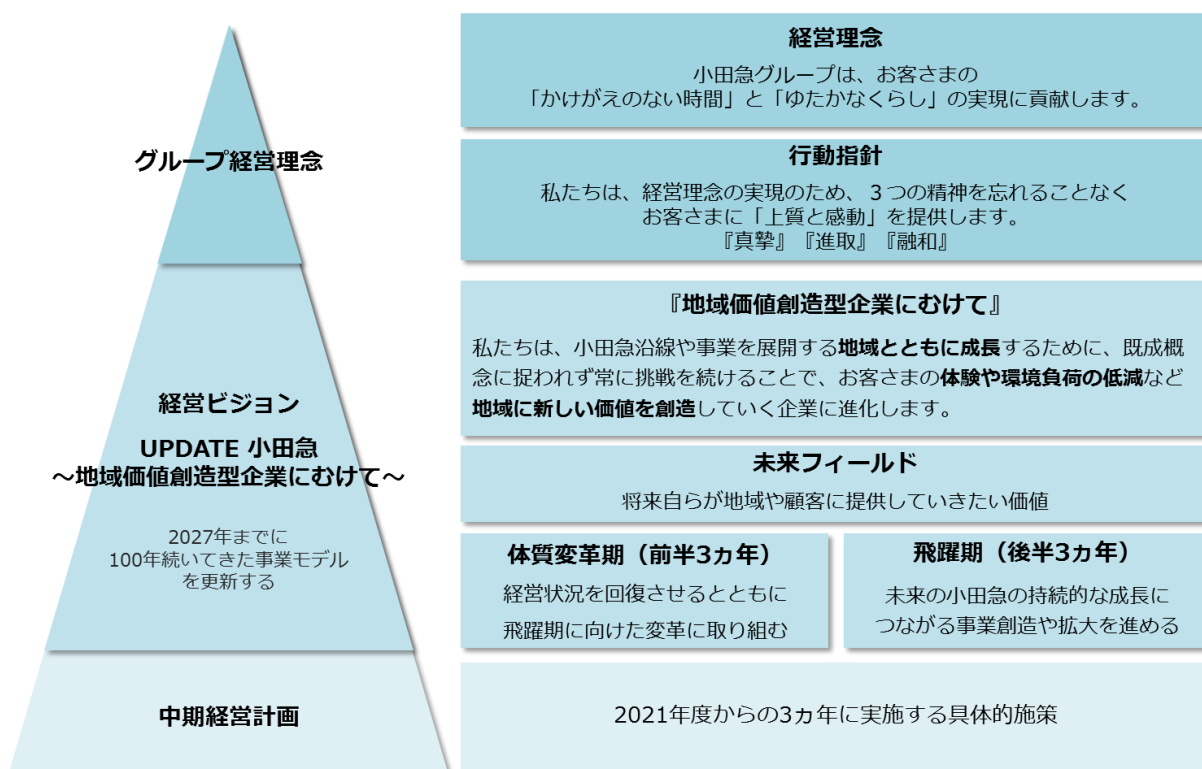 グループ経営理念
経営理念
小田急グループは、お客さまの
「かけがえのない時間」と「ゆたかなくらし」の実現に貢献します。
行動指針
私たちは、経営理念の実現のため、３つの精神を忘れることなく
お客さまに「上質と感動」を提供します。
『真摯』『進取』『融和』
経営ビジョン
UPDATE 小田急
～地域価値創造型企業にむけて～
2027年までに
100年続いてきた事業モデル
を更新する
『地域価値創造型企業にむけて』
私たちは、小田急沿線や事業を展開する地域とともに成長するために、既成概
念に捉われず常に挑戦を続けることで、お客さまの体験や環境負荷の低減など
地域に新しい価値を創造していく企業に進化します。
未来フィールド
将来自らが地域や顧客に提供していきたい価値
体質変革期（前半3ヵ年）
経営状況を回復させるとともに
飛躍期に向けた変革に取り組む
飛躍期（後半3ヵ年）
未来の小田急の持続的な成長に
つながる事業創造や拡大を進める
中期経営計画
2021年度からの3ヵ年に実施する具体的施策